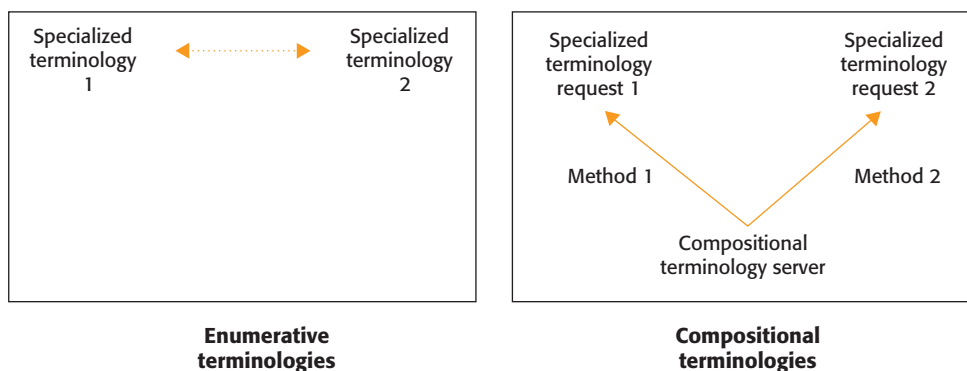 Specialized
terminology
1
Specialized
terminology
2
Enumerative
terminologies
Specialized
terminology
request 1
Specialized
terminology
request 2
Method 1
Method 2
Compositional
terminology server
Compositional
terminologies